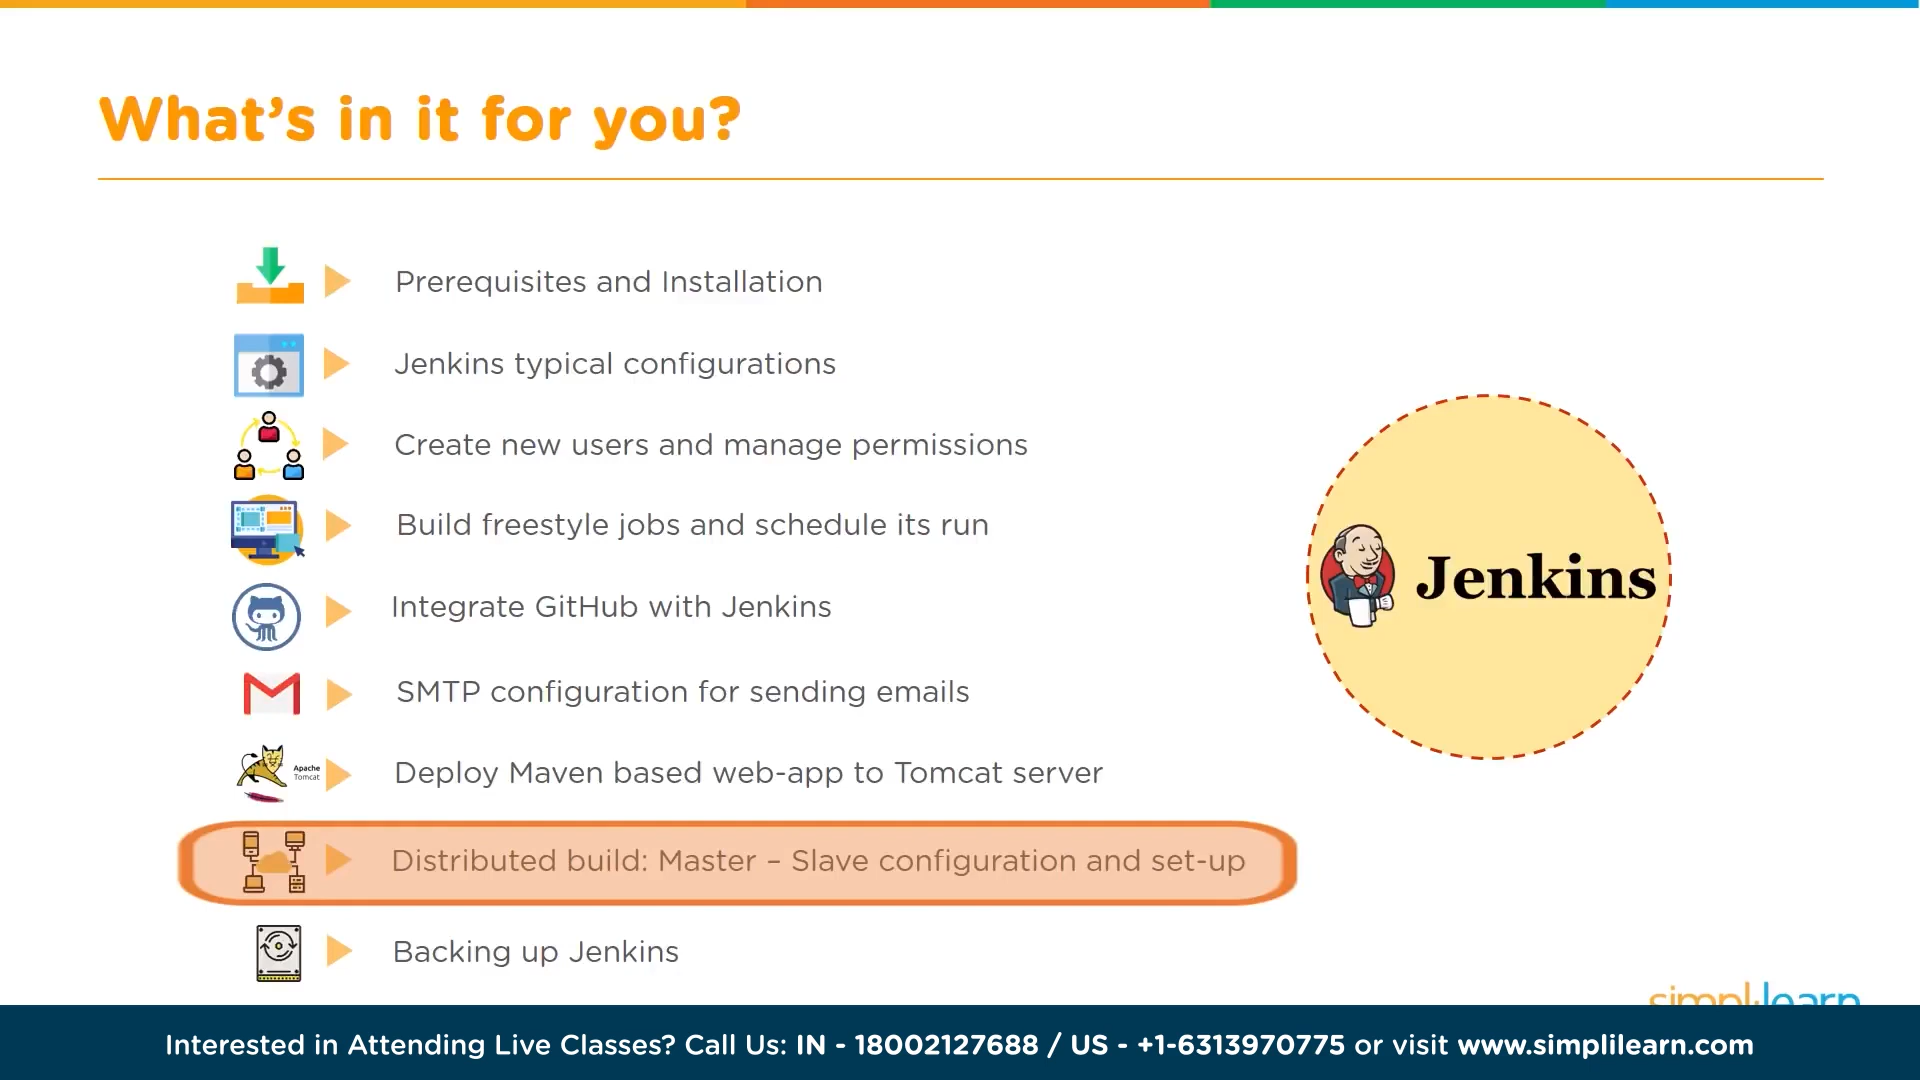 What's in it for you?
Prerequisites and Installation
Jenkins typical configurations
Create new users and manage permissions
Build freestyle jobs and schedule its run
Integrate GitHub with Jenkins
Jenkins
SMTP configuration for sending emails
Apache
Tomcat
Deploy Maven based web-app to Tomcat server
Distributed build: Master – Slave configuration and set-up
Backing up Jenkins
simplilearn
Interested in Attending Live Classes? Call Us: IN - 18002127688 / US - +1-6313970775 or visit www.simplilearn.com